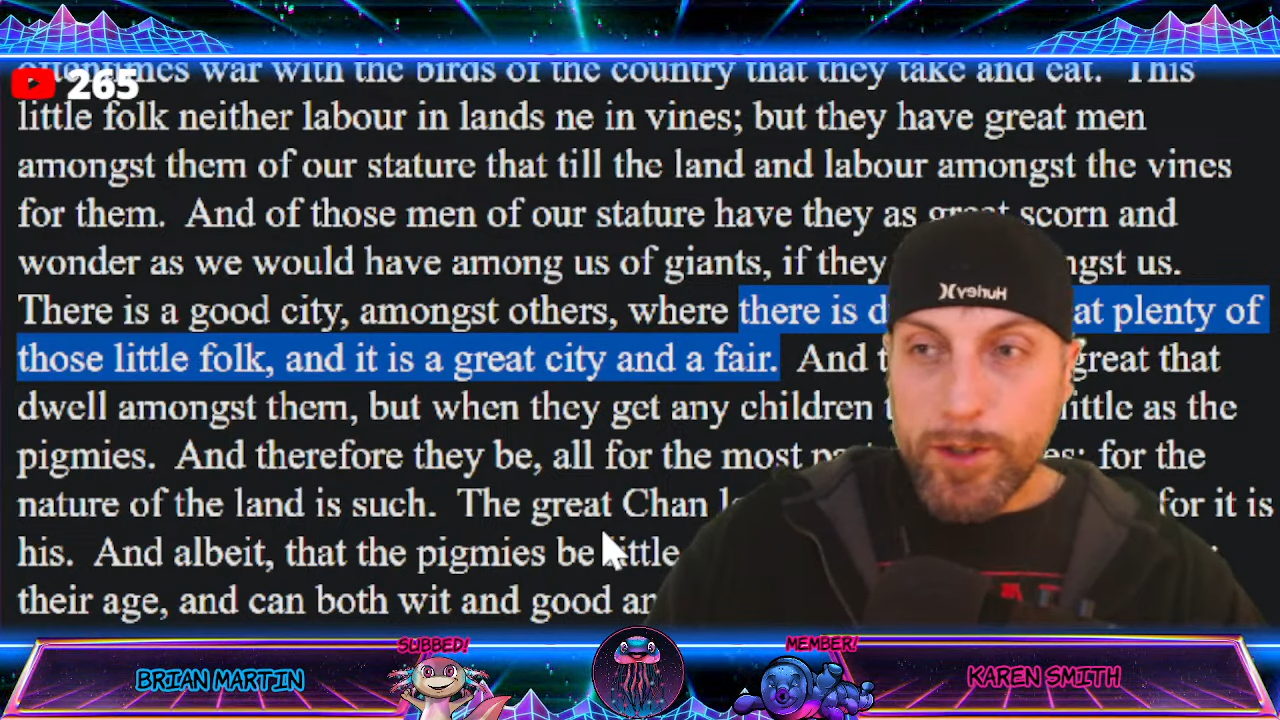 oftentimes war with the birds of the country that they take and eat. This
265
little folk neither labour in lands ne in vines; but they have great men
amongst them of our stature that till the land and labour amongst the vines
for them. And of those men of our stature have they as great scorn and
wonder as we would have among us of giants, if they ngst us.
There is a good city, amongst others, where there is d at plenty of
those little folk, and it is a great city and a fair. And great that
dwell amongst them, but when they get any children little as the
pigmies. And therefore they be, all for the most for the
nature of the land is such. The great Chan for it is
his. And albeit, that the pigmies be little
their age, and can both wit and good
Hurley
SUBBED!
MEMBER!
BRIAN MARTIN
KAREN SMITH